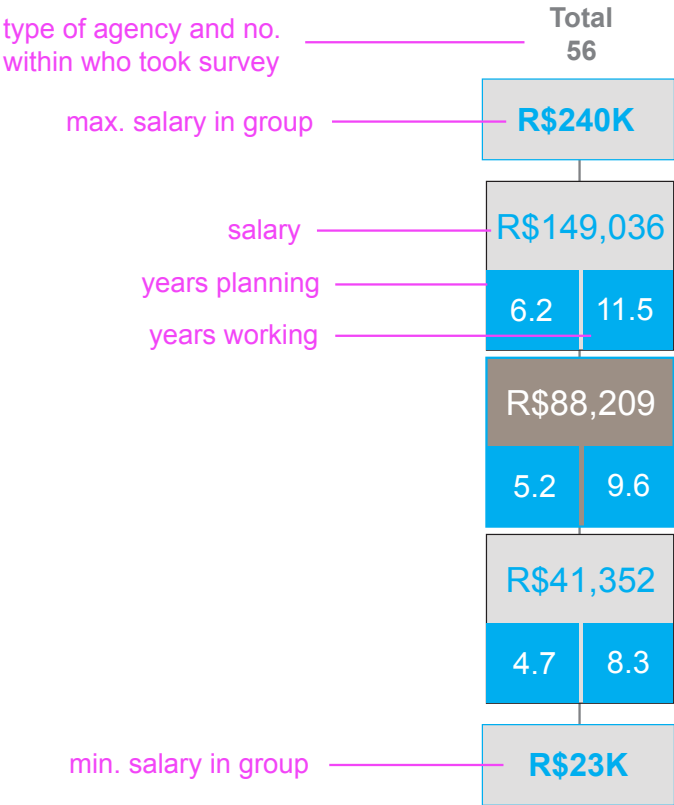 type of agency and no.
within who took survey
Total
56
max. salary in group
R$240K
salary
R$149,036
years planning
6.2
11.5
years working
R$88,209
5.2
9.6
R$41,352
4.7
8.3
min. salary in group
R$23K